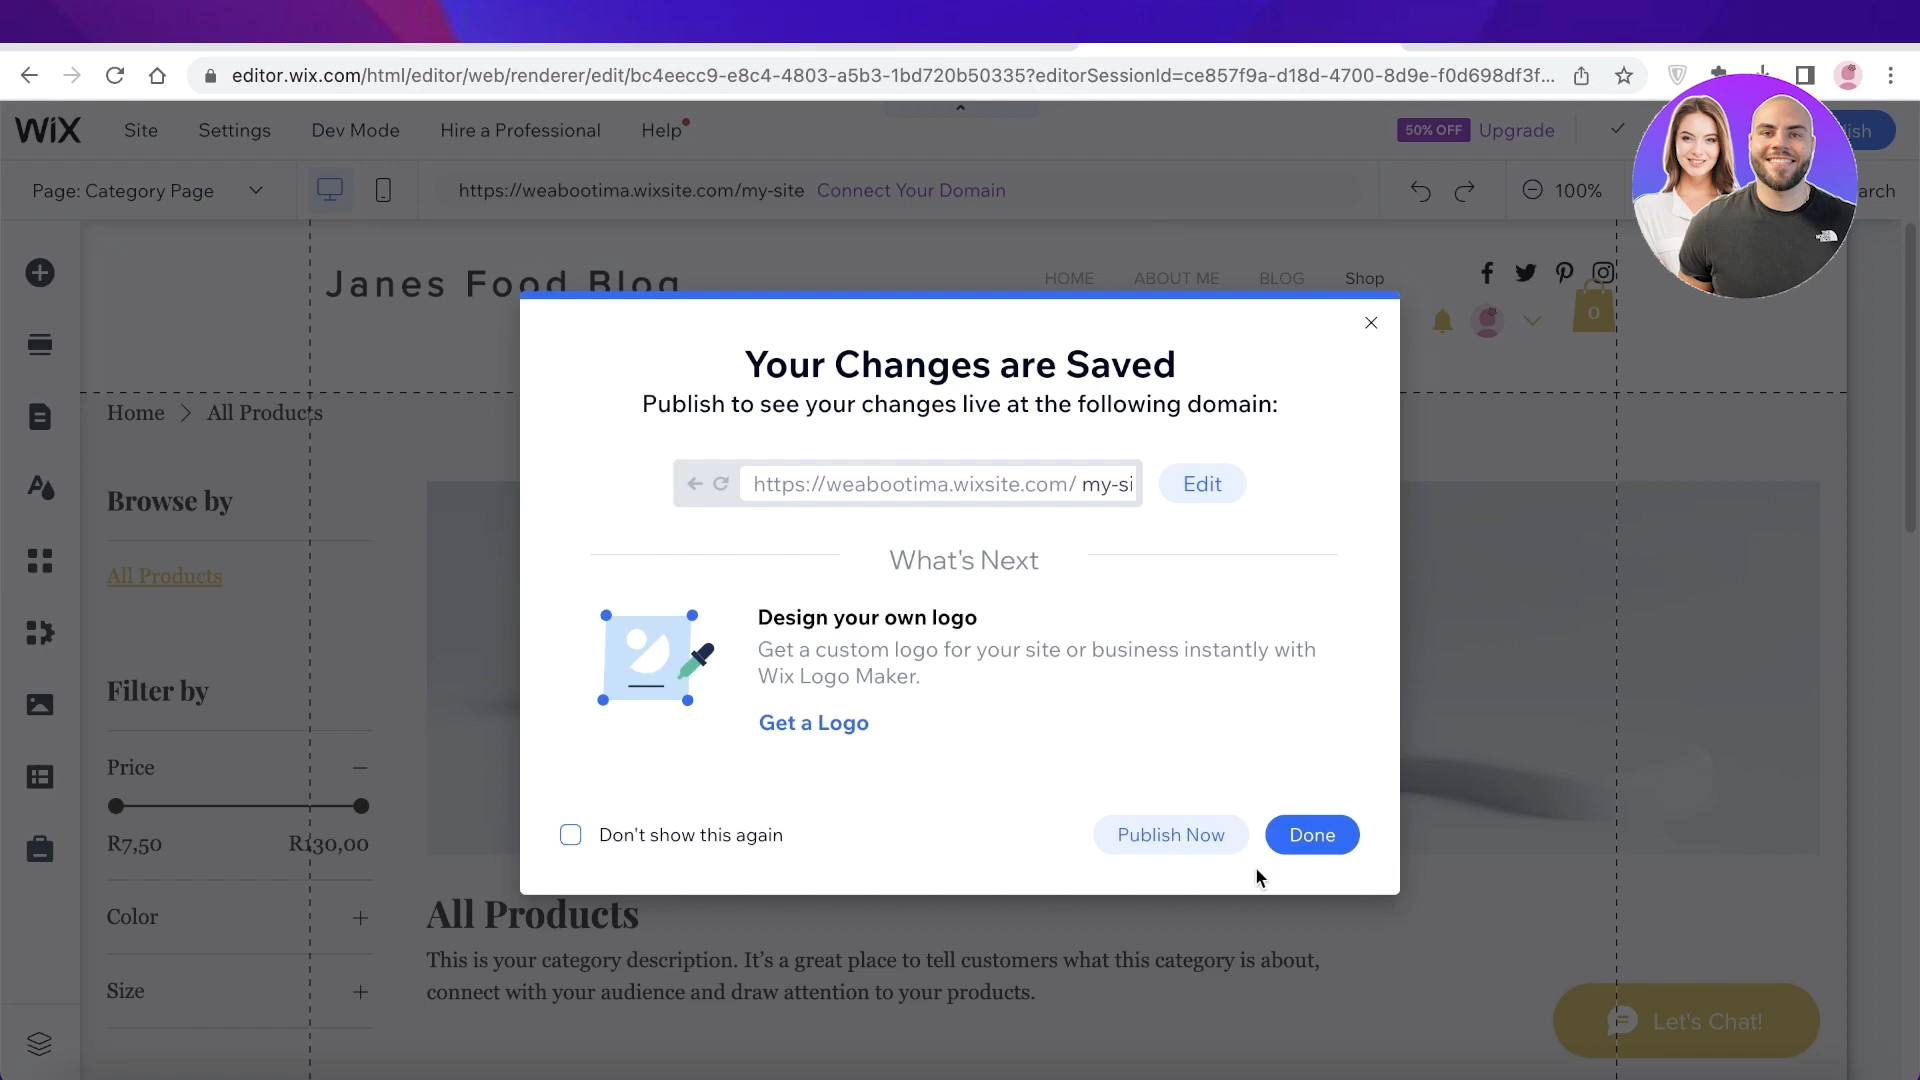 editor.wix.com/html/editor/web/renderer/edit/bc4eecc9-e8c4-4803-a5b3-1bd720b50335?editorSessionId=ce857f9a-d18d-4700-8d9e-f0d698df3f...
WiX Site Settings Dev Mode Hire a Professional Help 50% OFF Upgrade
Page: Category Page https://weabootima.wixsite.com/my-site Connect Your Domain 100%
Janes Food Blog HOME ABOUT ME BLOG Shop
0
Your Changes are Saved
Publish to see your changes live at the following domain:
Home > All Products
https://weabootima.wixsite.com/ my-si Edit
Browse by
What's Next
All Products
Design your own logo
Get a custom logo for your site or business instantly with
Wix Logo Maker.
Filter by
Get a Logo
Price
R7,50 R130,00
Don't show this again Publish Now Done
Color
All Products
This is your category description. It's a great place to tell customers what this category is about,
connect with your audience and draw attention to your products.
Size
Let's Chat!